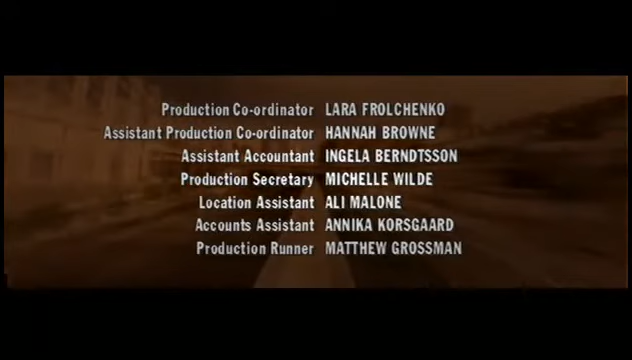 Production Co-ordinator LARA FROLCHENKO
Assistant Production Co-ordinator HANNAH BROWNE
Assistant Accountant INGELA BERNDTSSON
Production Secretary MICHELLE WILDE
Location Assistant ALI MALONE
Accounts Assistant ANNIKA KORSGAARD
Production Runner MATTHEW GROSSMAN